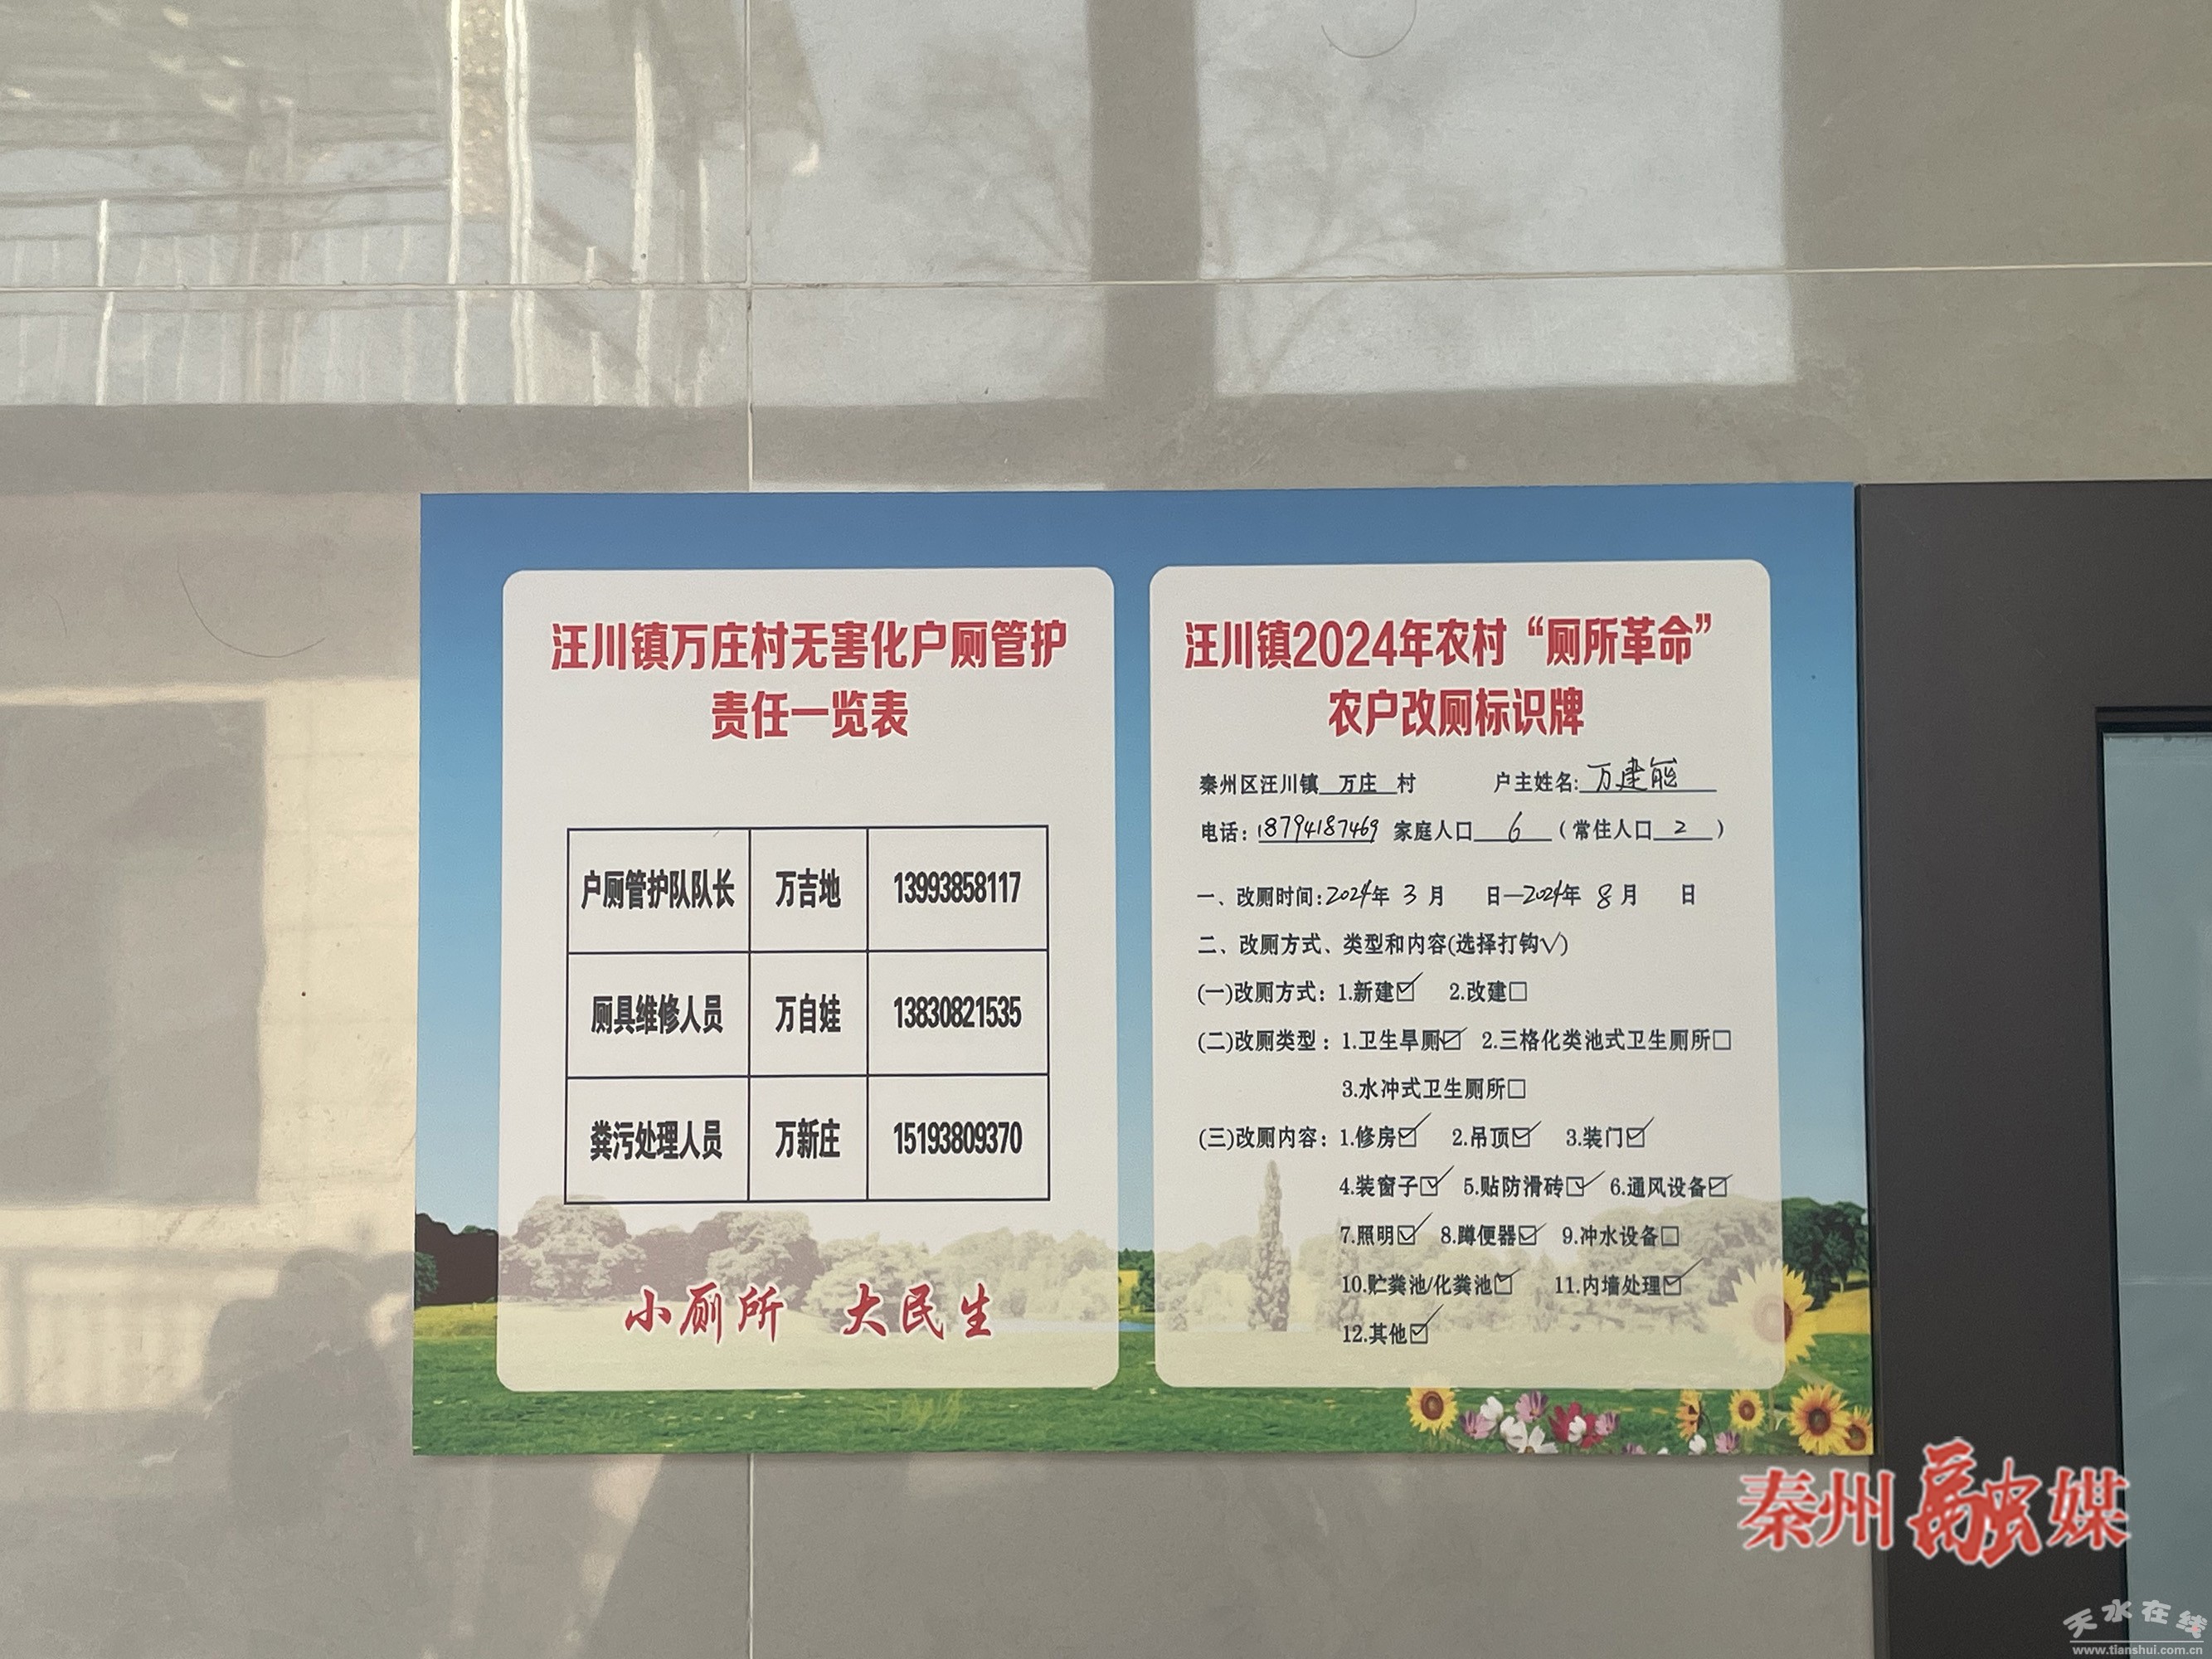 汪川镇万庄村无害化户厕管护
责任一览表
户厕管护队队长 万吉地 13993858117
厕具维修人员 万自娃 13830821535
粪污处理人员 万新庄 15193809370
小厕所 大民生
汪川镇2024年农村“厕所革命”
农户改厕标识牌
秦州区汪川镇 万庄 村 户主姓名:万建能
电话:18794187469 家庭人口 6 (常住人口 2 )
一、改厕时间:2024年 3 月 日—2024年 8 月 日
二、改厕方式、类型和内容(选择打钩√)
(一)改厕方式: 1.新建☑ 2.改建□
(二)改厕类型: 1.卫生旱厕☑ 2.三格化类池式卫生厕所□
3.水冲式卫生厕所□
(三)改厕内容: 1.修房☑ 2.吊顶☑ 3.装门☑
4.装窗子☑ 5.贴防滑砖☑ 6.通风设备☑
7.照明☑ 8.蹲便器☑ 9.冲水设备□
10.贮粪池/化粪池☑ 11.内墙处理☑
12.其他☑
秦州融媒
天水在线
www.tianshui.com.cn